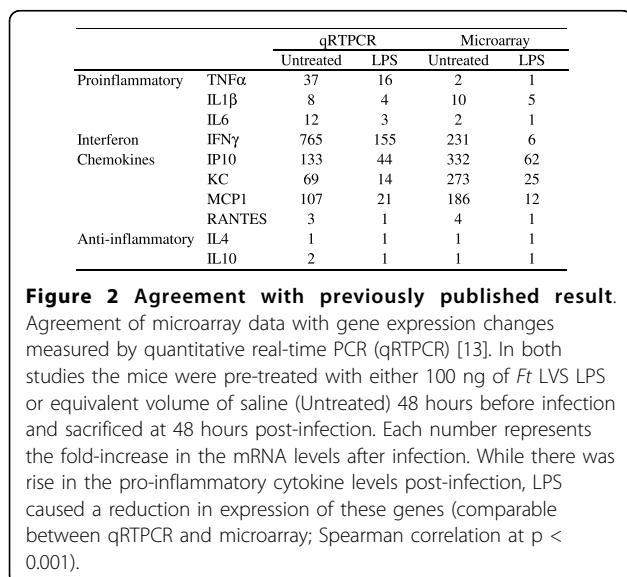 qRTPCR Microarray
Untreated LPS Untreated LPS
Proinflammatory TNFα 37 16 2 1
IL1β 8 4 10 5
IL6 12 3 2 1
Interferon IFNγ 765 155 231 6
Chemokines IP10 133 44 332 62
KC 69 14 273 25
MCP1 107 21 186 12
RANTES 3 1 4 1
Anti-inflammatory IL4 1 1 1 1
IL10 2 1 1 1
Figure 2 Agreement with previously published result.
Agreement of microarray data with gene expression changes
measured by quantitative real-time PCR (qRTPCR) [13]. In both
studies the mice were pre-treated with either 100 ng of Ft LVS LPS
or equivalent volume of saline (Untreated) 48 hours before infection
and sacrificed at 48 hours post-infection. Each number represents
the fold-increase in the mRNA levels after infection. While there was
rise in the pro-inflammatory cytokine levels post-infection, LPS
caused a reduction in expression of these genes (comparable
between qRTPCR and microarray; Spearman correlation at p <
0.001).